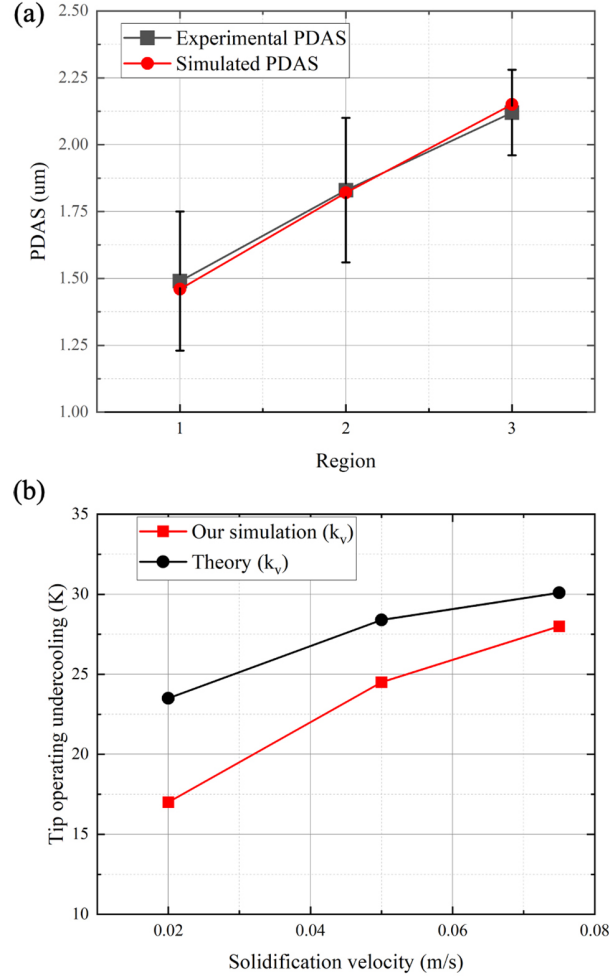 (a)
2.50
2.25
2.00
1.75
1.50
1.25
1.00
PDAS (um)
Experimental PDAS
Simulated PDAS
1 2 3
Region
(b)
35
30
25
20
15
10
Tip operating undercooling (K)
Our simulation (kv)
Theory (kv)
0.02 0.04 0.06 0.08
Solidification velocity (m/s)